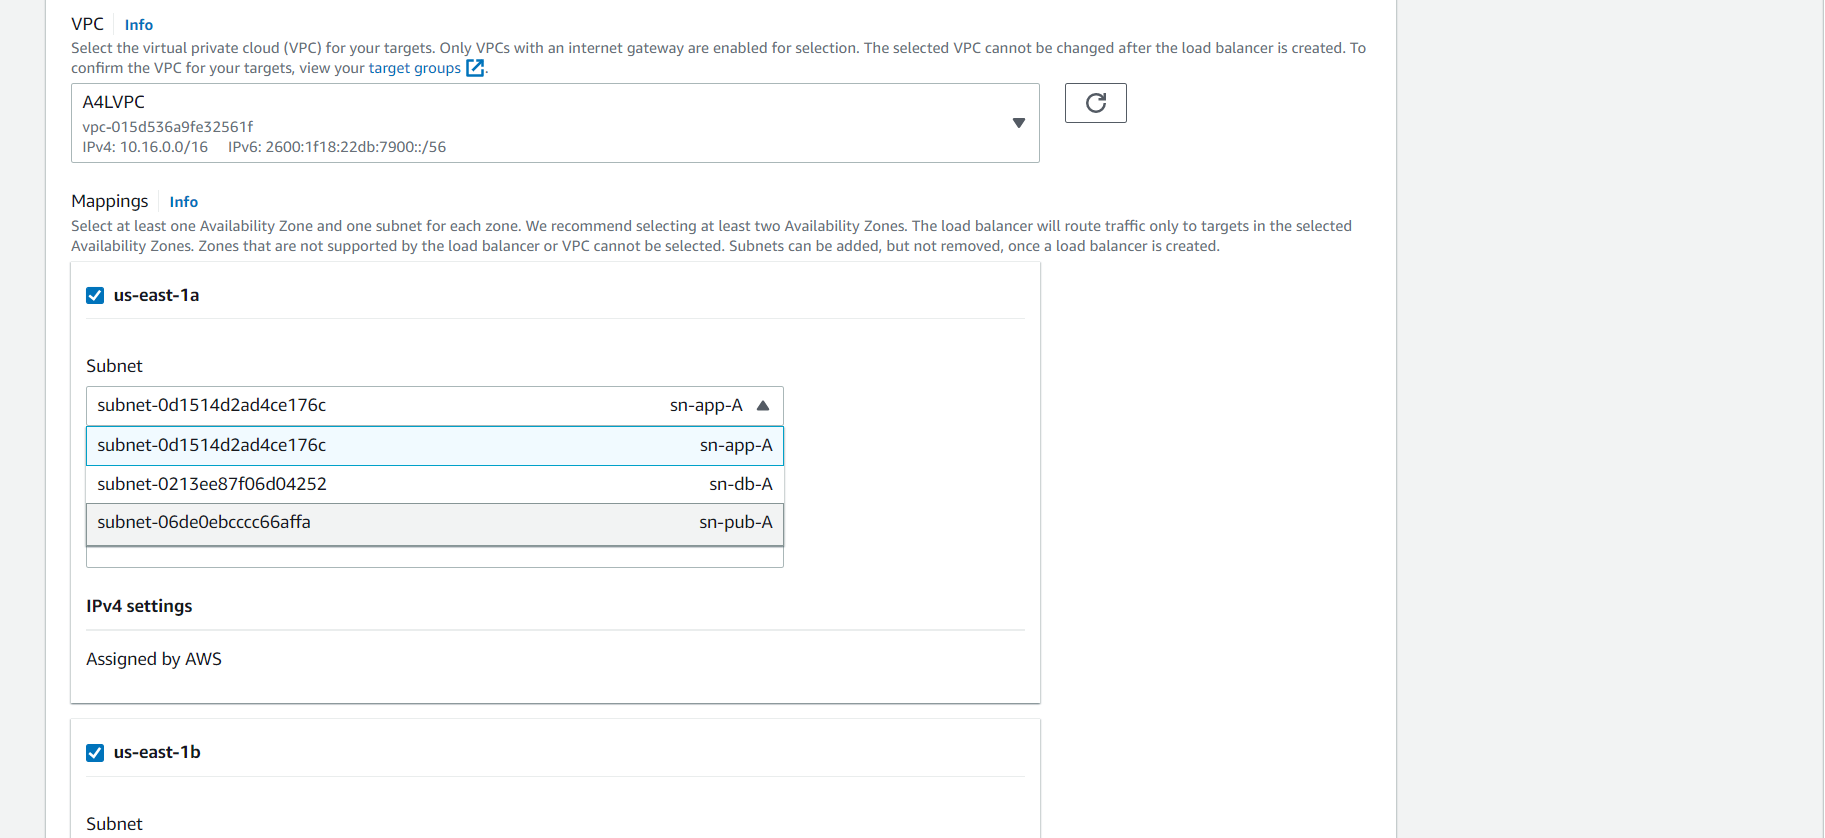 VPC Info
Select the virtual private cloud (VPC) for your targets. Only VPCs with an internet gateway are enabled for selection. The selected VPC cannot be changed after the load balancer is created. To
confirm the VPC for your targets, view your target groups.
A4LVPC
vpc-015d536a9fe32561f
IPv4: 10.16.0.0/16 IPv6: 2600:1f18:22db:7900::/56
Mappings Info
Select at least one Availability Zone and one subnet for each zone. We recommend selecting at least two Availability Zones. The load balancer will route traffic only to targets in the selected
Availability Zones. Zones that are not supported by the load balancer or VPC cannot be selected. Subnets can be added, but not removed, once a load balancer is created.
us-east-1a
Subnet
subnet-0d1514d2ad4ce176c sn-app-A
subnet-0d1514d2ad4ce176c sn-app-A
subnet-0213ee87f06d04252 sn-db-A
subnet-06de0ebcccc66affa sn-pub-A
IPv4 settings
Assigned by AWS
us-east-1b
Subnet